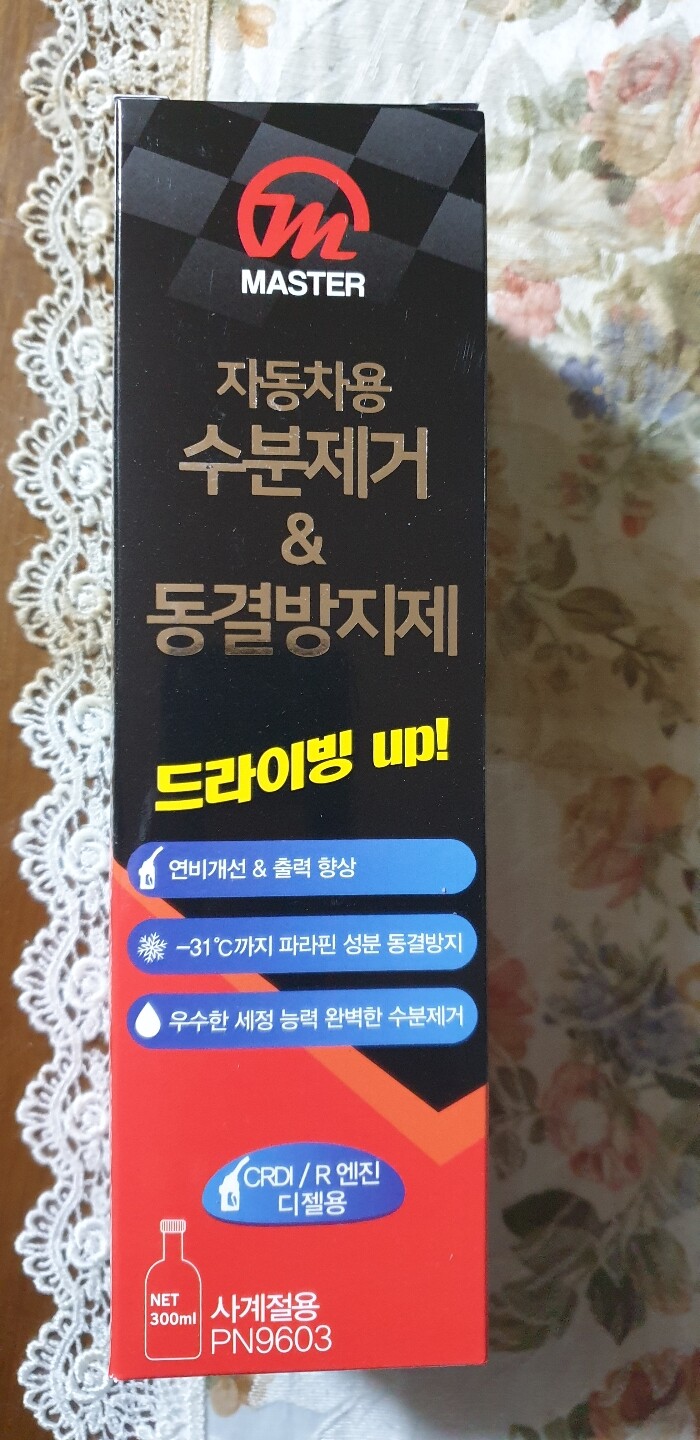 m
MASTER
자동차용
수분제거
&
동결방지제
드라이빙 up!
연비개선 & 출력 향상
-31℃까지 파라핀 성분 동결방지
우수한 세정 능력 완벽한 수분제거
CRDI / R 엔진
디젤용
NET
300ml
사계절용
PN9603